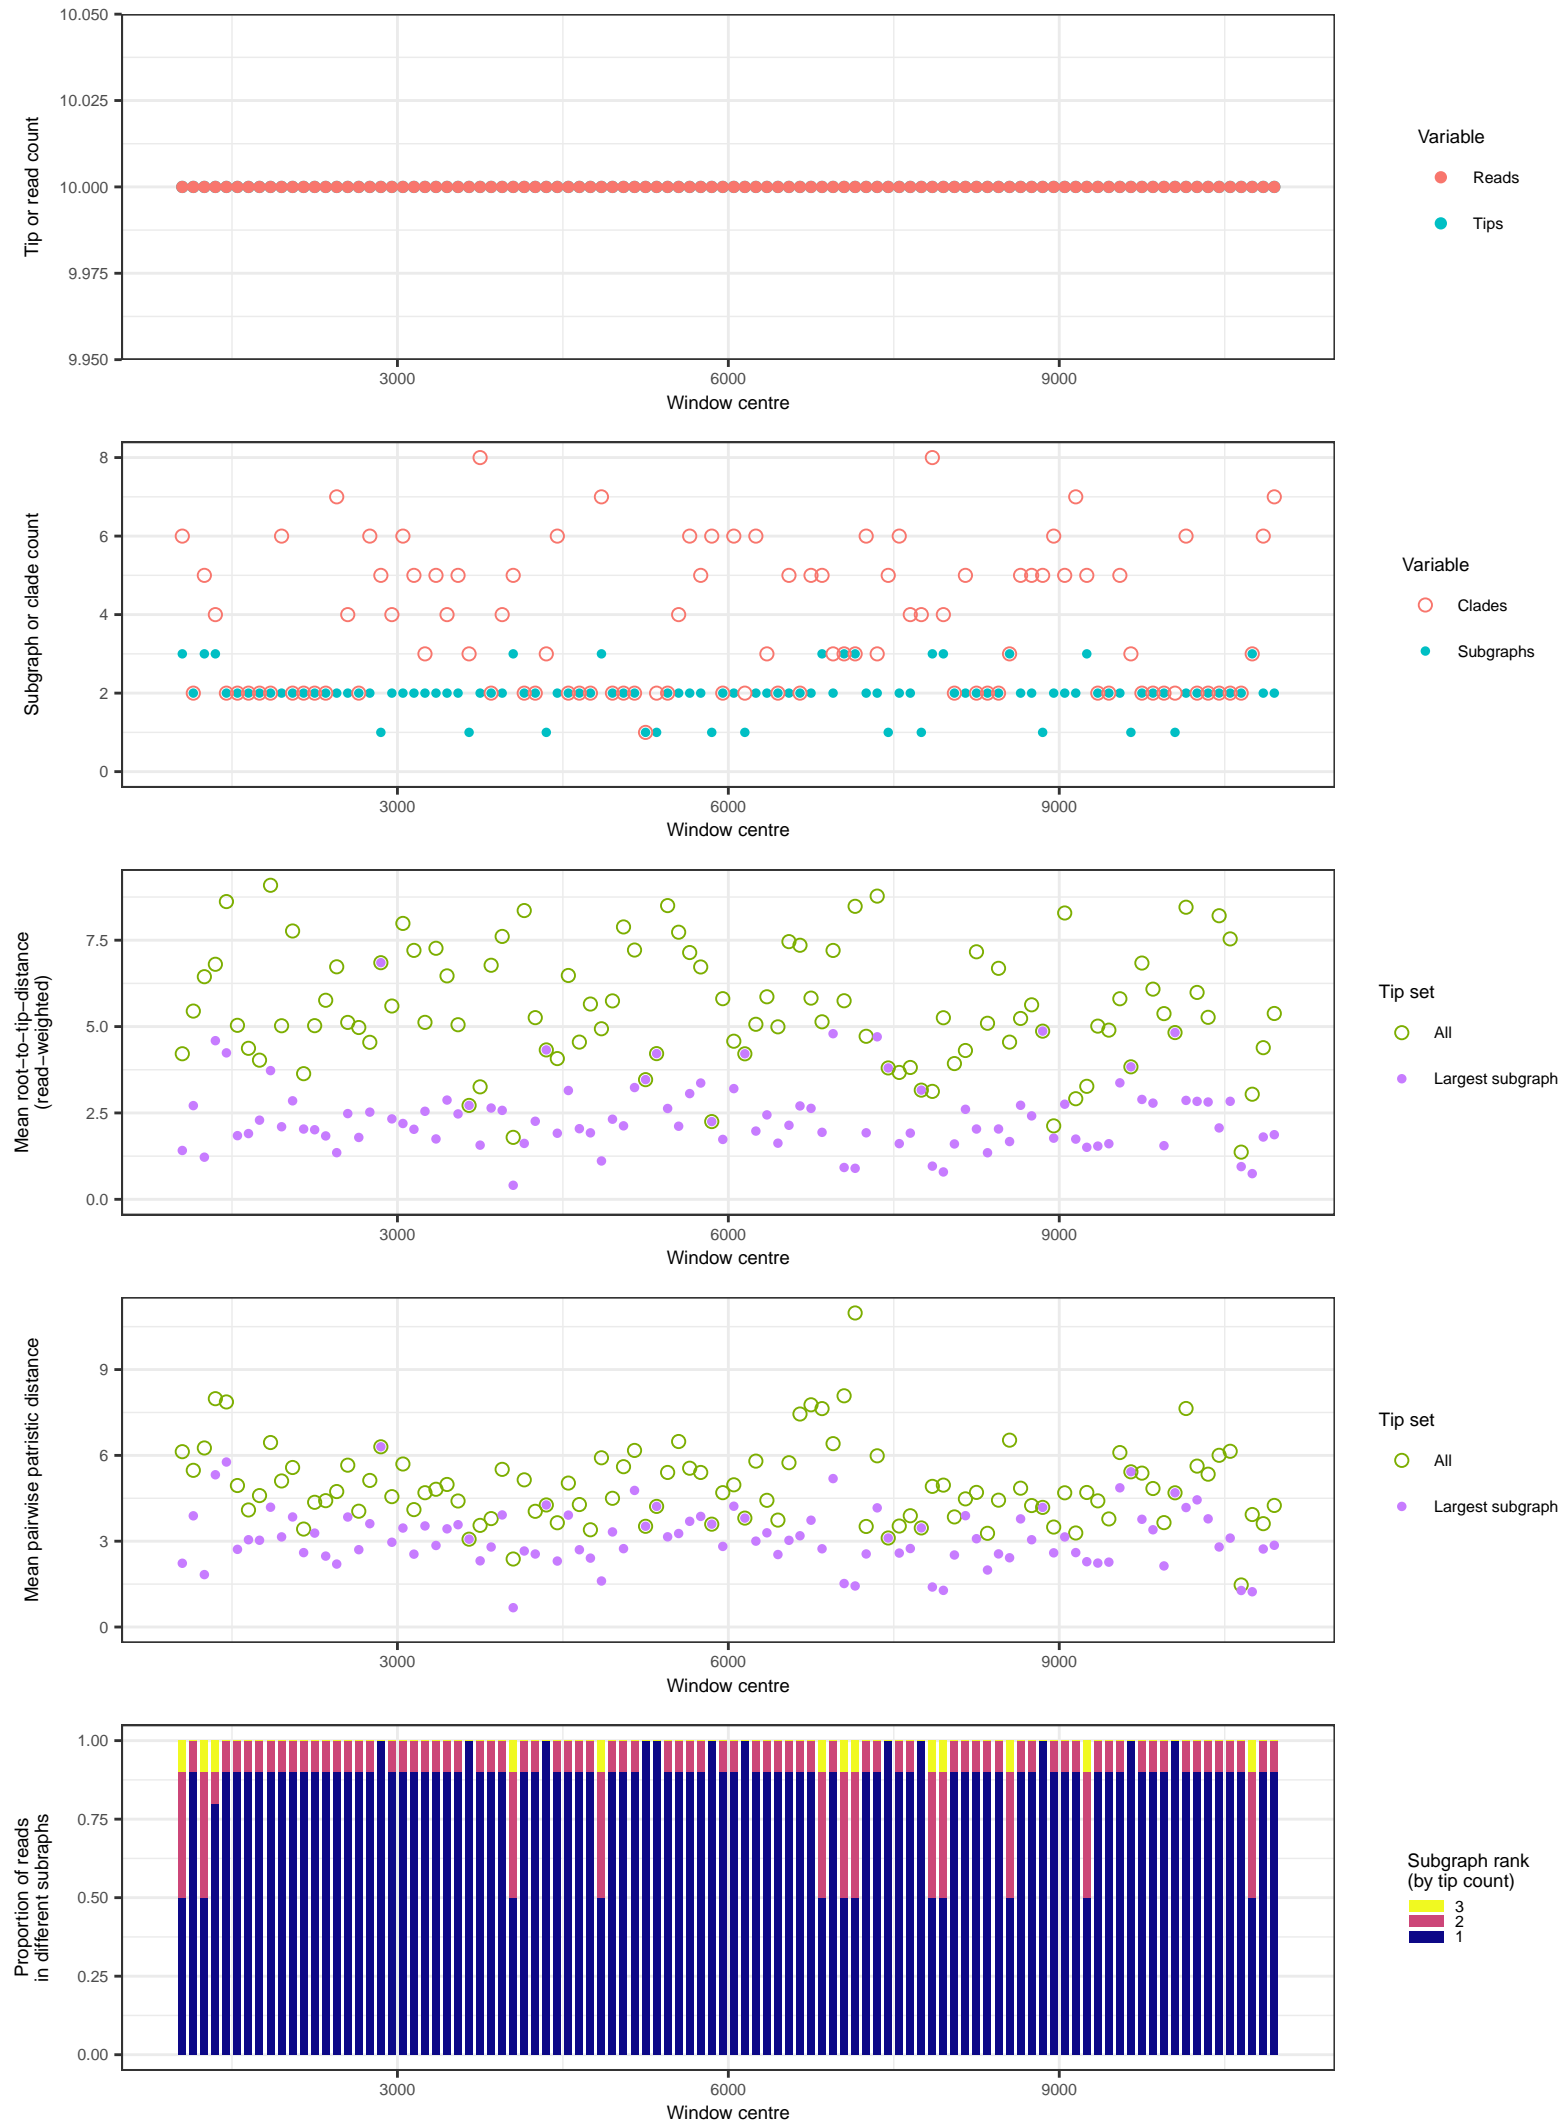 10.050
10.025
10.000
9.975
9.950
Tip or read count
3000 6000 9000
Window centre
Variable
Reads
Tips
8
6
4
2
0
Subgraph or clade count
3000 6000 9000
Window centre
Variable
Clades
Subgraphs
7.5
5.0
2.5
0.0
Mean root−to−tip−distance
(read−weighted)
3000 6000 9000
Window centre
Tip set
All
Largest subgraph
9
6
3
0
Mean pairwise patristic distance
3000 6000 9000
Window centre
Tip set
All
Largest subgraph
1.00
0.75
0.50
0.25
0.00
Proportion of reads
in different subraphs
3000 6000 9000
Window centre
Subgraph rank
(by tip count)
3
2
1